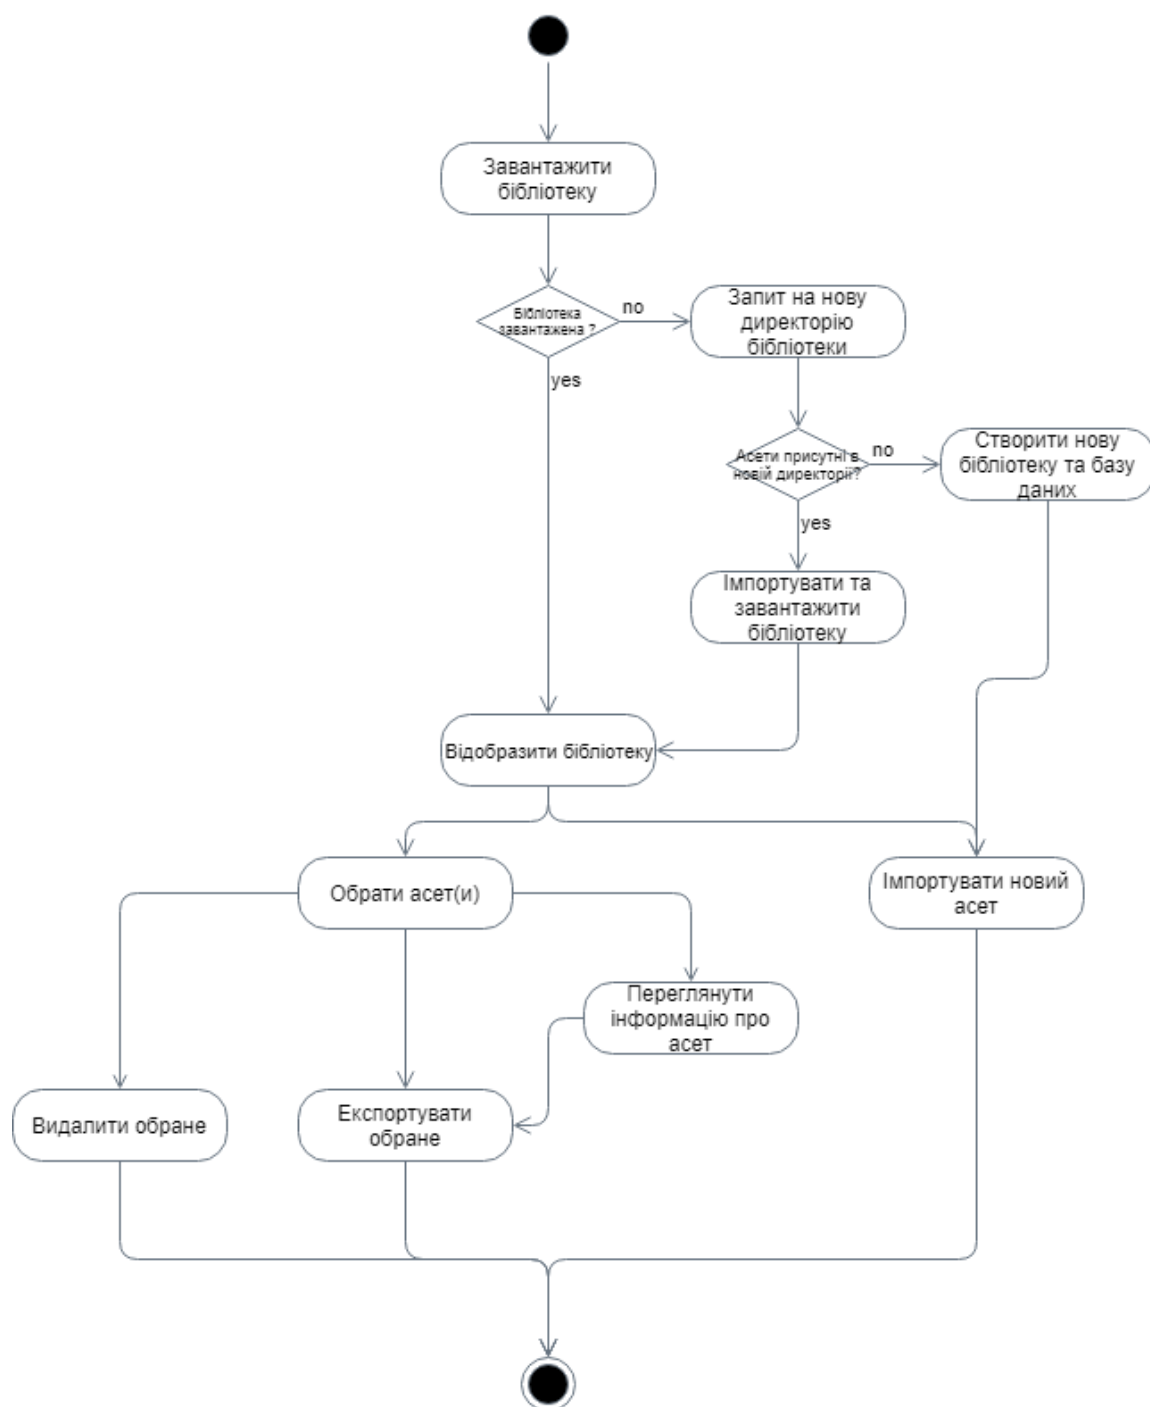 Завантажити
бібліотеку
Бібліотека
завантажена ?
no
Запит на нову
директорію
бібліотеки
yes
Асети присутні в
новій директорії?
no
Створити нову
бібліотеку та базу
даних
yes
Імпортувати та
завантажити
бібліотеку
Відобразити бібліотеку
Обрати асет(и)
Імпортувати новий
асет
Переглянути
інформацію про
асет
Видалити обране
Експортувати
обране